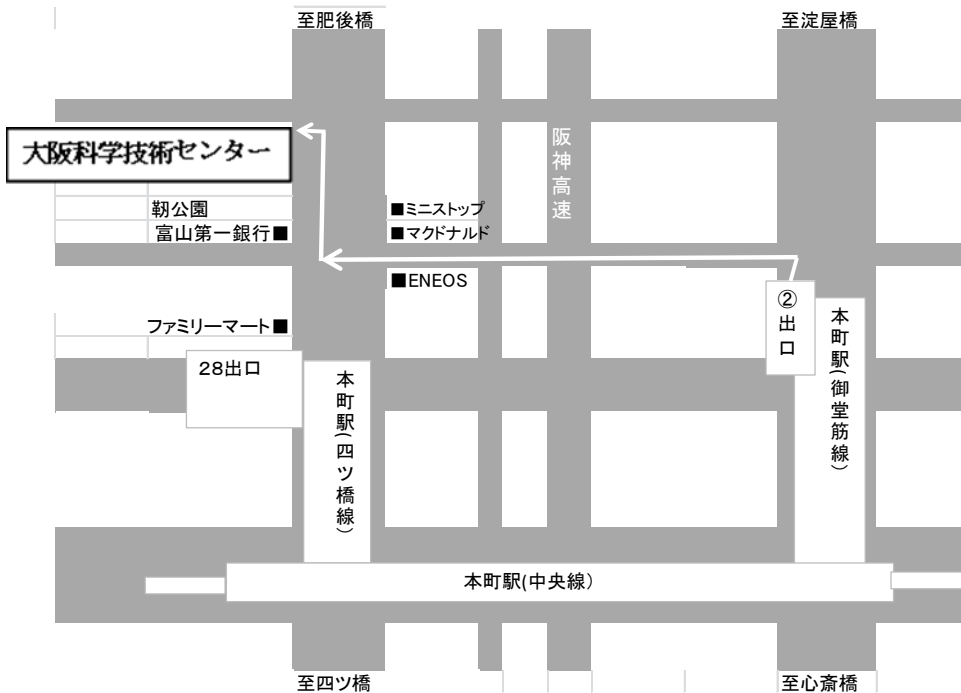 至肥後橋
至淀屋橋
大阪科学技術センター
阪神高速
靭公園
■ミニストップ
富山第一銀行■
■マクドナルド
■ENEOS
②出口
ファミリーマート■
本町駅(御堂筋線)
28出口
本町駅(四ツ橋線)
本町駅(中央線)
至四ツ橋
至心斎橋